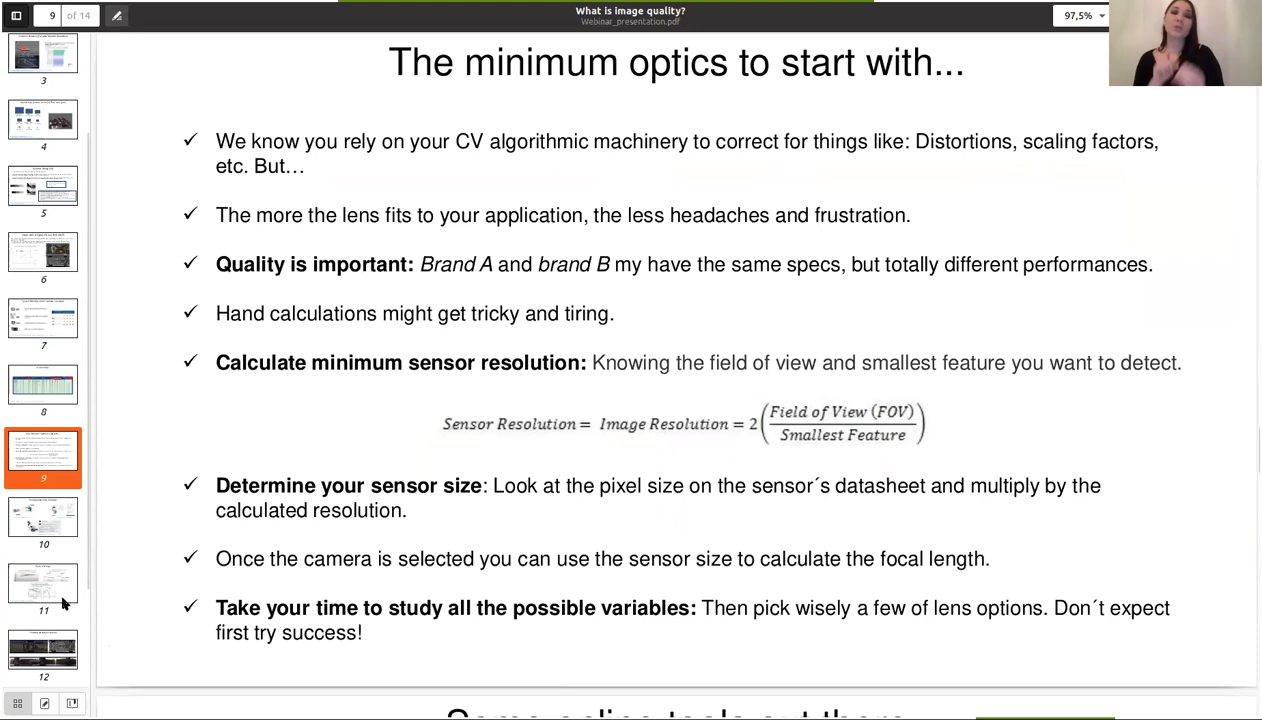 What is image quality?
Webinar_presentation.pdf
9 of 14
97,5%
3
4
5
6
7
8
9
10
11
12
The minimum optics to start with...
✓ We know you rely on your CV algorithmic machinery to correct for things like: Distortions, scaling factors,
etc. But…
✓ The more the lens fits to your application, the less headaches and frustration.
✓ Quality is important: Brand A and brand B my have the same specs, but totally different performances.
✓ Hand calculations might get tricky and tiring.
✓ Calculate minimum sensor resolution: Knowing the field of view and smallest feature you want to detect.
Sensor Resolution = Image Resolution = 2(Field of View (FOV) / Smallest Feature)
✓ Determine your sensor size: Look at the pixel size on the sensor´s datasheet and multiply by the
calculated resolution.
✓ Once the camera is selected you can use the sensor size to calculate the focal length.
✓ Take your time to study all the possible variables: Then pick wisely a few of lens options. Don´t expect
first try success!
Some online tools out there